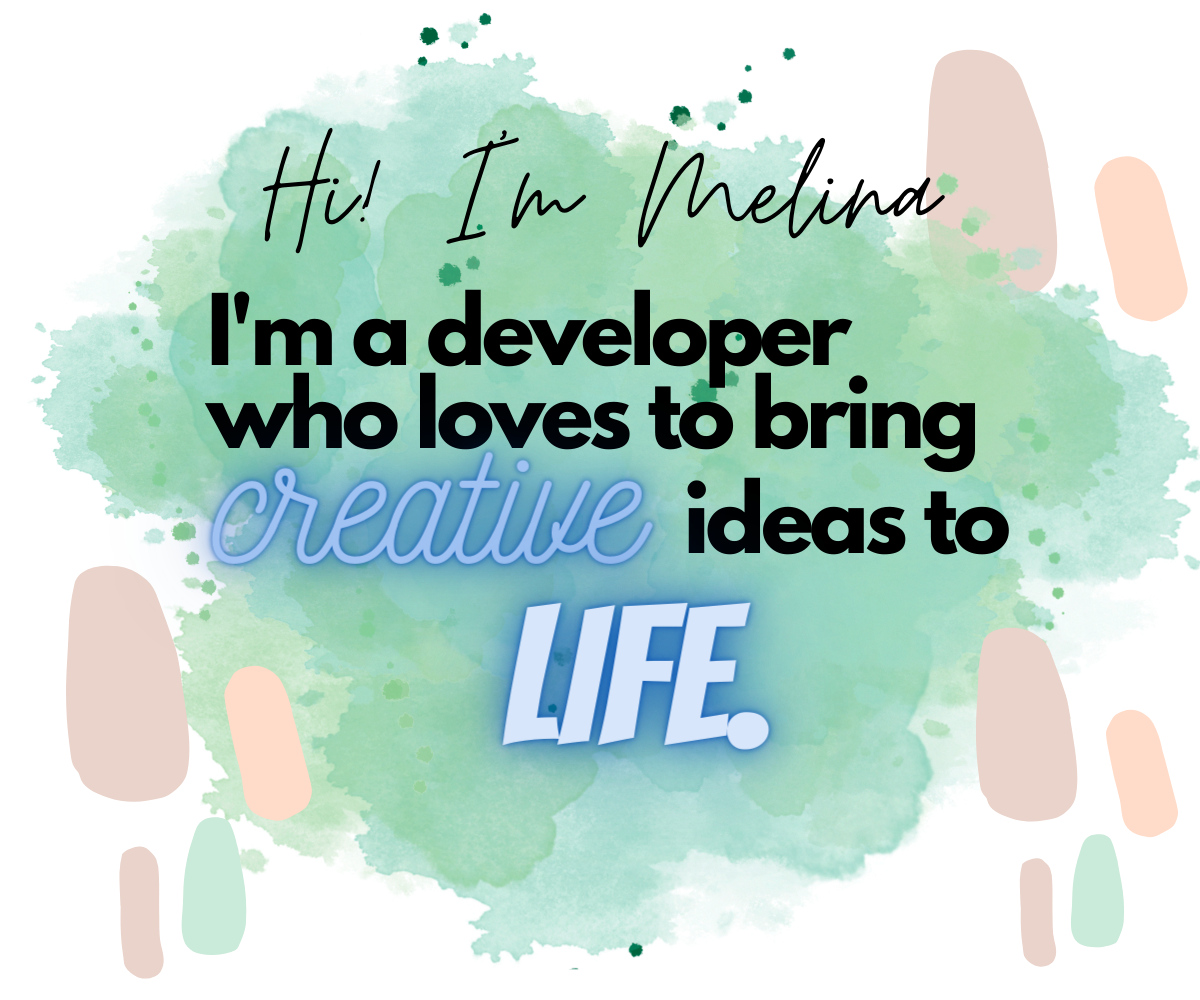 Hi! I'm Melina
I'm a developer
who loves to bring
creative ideas to
LIFE.